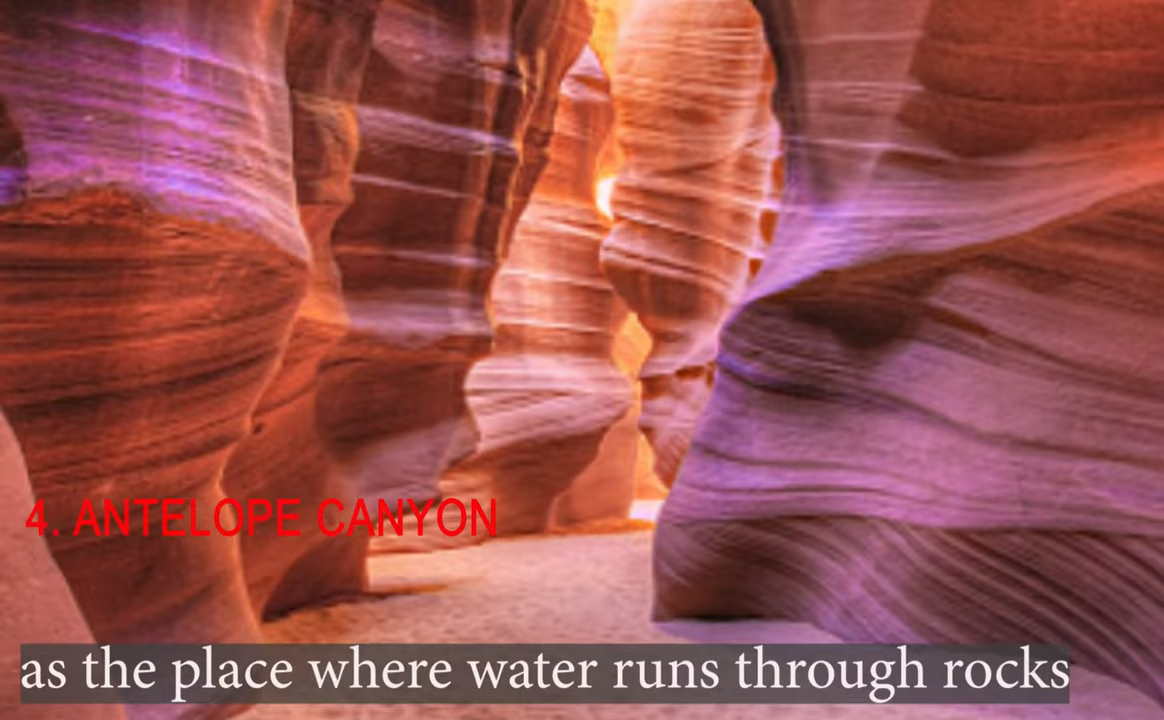 4. ANTELOPE CANYON
as the place where water runs through rocks